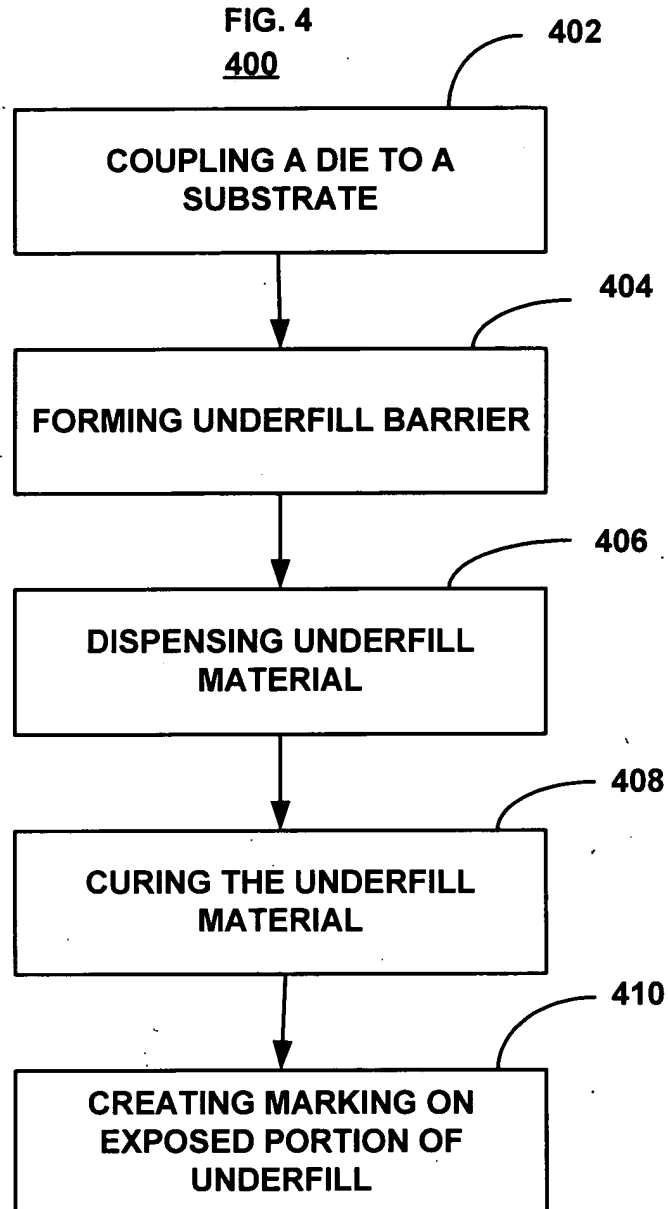 FIG. 4
400
402
COUPLING A DIE TO A
SUBSTRATE
404
FORMING UNDERFILL BARRIER
406
DISPENSING UNDERFILL
MATERIAL
408
CURING THE UNDERFILL
MATERIAL
410
CREATING MARKING ON
EXPOSED PORTION OF
UNDERFILL